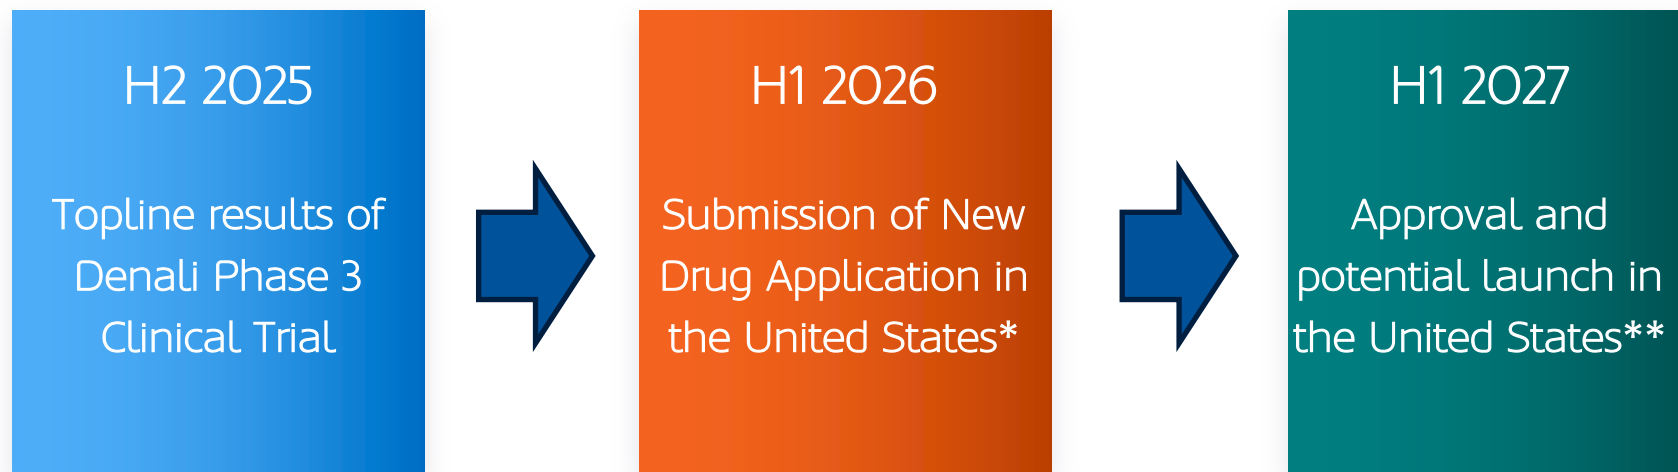 H2 2025
Topline results of
Denali Phase 3
Clinical Trial
H1 2026
Submission of New
Drug Application in
the United States*
H1 2027
Approval and
potential launch in
the United States**